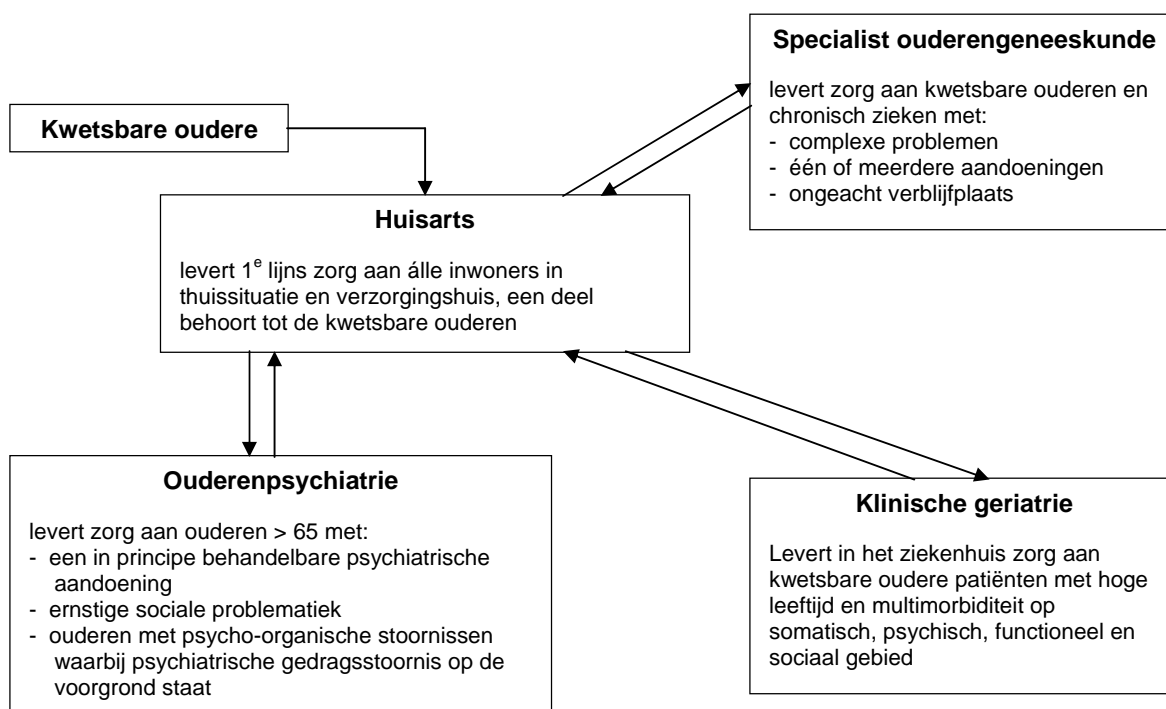 Specialist ouderengeneeskunde
levert zorg aan kwetsbare ouderen en
chronisch zieken met:
- complexe problemen
- één of meerdere aandoeningen
- ongeacht verblijfplaats
Kwetsbare oudere
Huisarts
levert 1e lijns zorg aan álle inwoners in
thuissituatie en verzorgingshuis, een deel
behoort tot de kwetsbare ouderen
Ouderenpsychiatrie
levert zorg aan ouderen > 65 met:
- een in principe behandelbare psychiatrische
aandoening
- ernstige sociale problematiek
- ouderen met psycho-organische stoornissen
waarbij psychiatrische gedragsstoornis op de
voorgrond staat
Klinische geriatrie
Levert in het ziekenhuis zorg aan
kwetsbare oudere patiënten met hoge
leeftijd en multimorbiditeit op
somatisch, psychisch, functioneel en
sociaal gebied